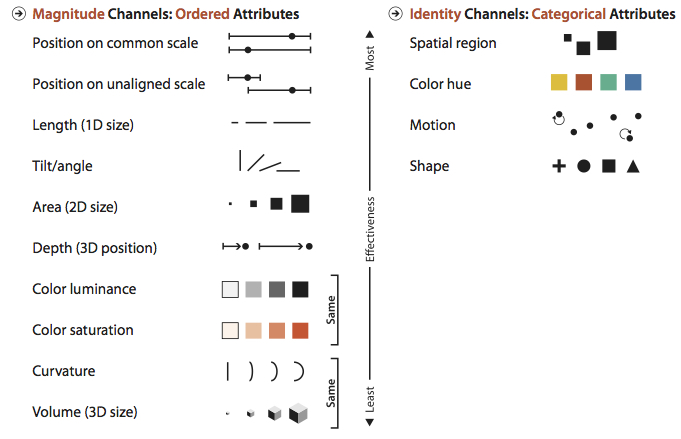 Magnitude Channels: Ordered Attributes
Position on common scale
Position on unaligned scale
Length (1D size)
Tilt/angle
Area (2D size)
Depth (3D position)
Color luminance
Color saturation
Curvature
Volume (3D size)
Same
Same
Most
Effectiveness
Least
Identity Channels: Categorical Attributes
Spatial region
Color hue
Motion
Shape